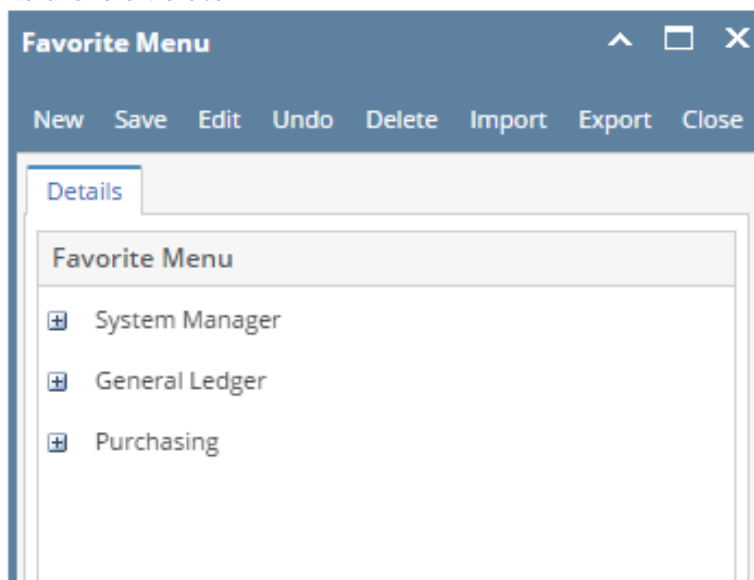 Favorite Menu
New Save Edit Undo Delete Import Export Close
Details
Favorite Menu
System Manager
General Ledger
Purchasing